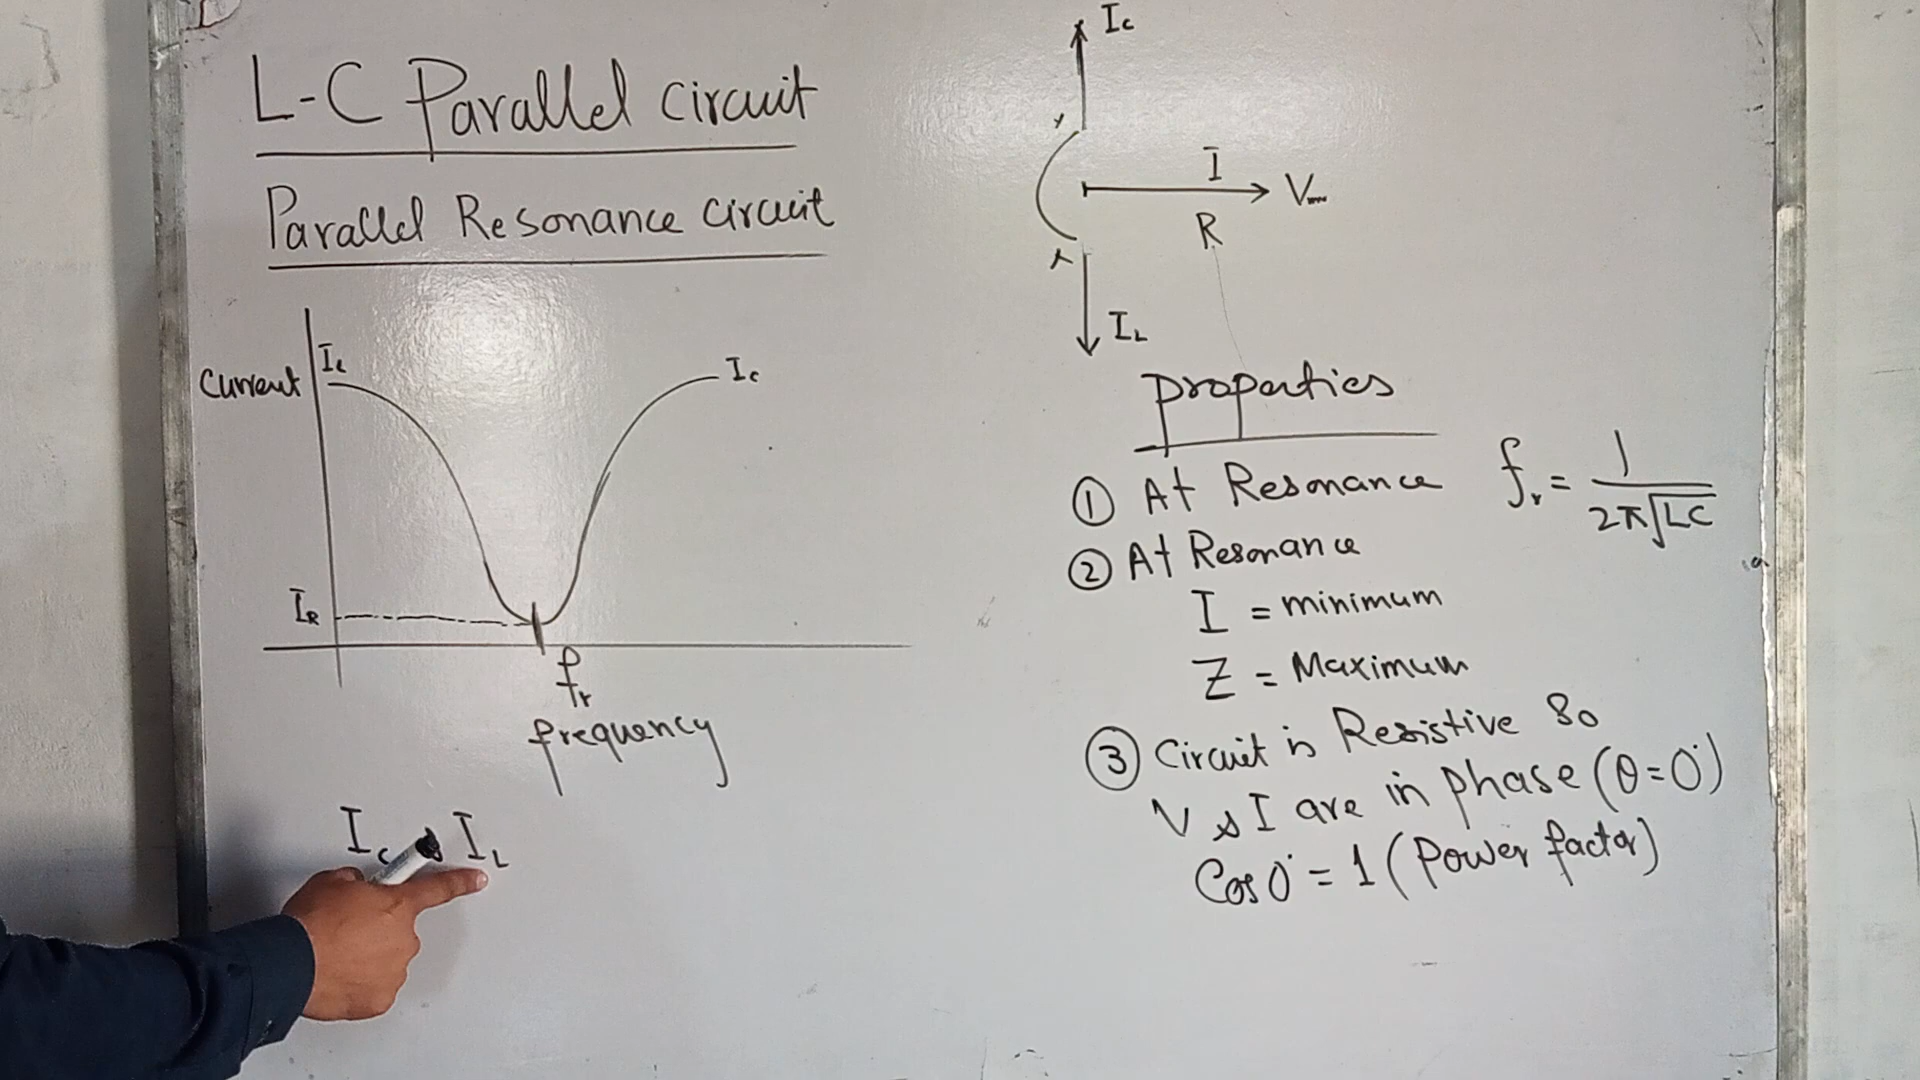 L-C Parallel circuit
Parallel Resonance circuit
Current
IL
Ic
IR
fr
frequency
Ic & IL
Ic
I
V
R
IL
properties
① At Resonance fr = 1/2π√LC
② At Resonance
I = minimum
Z = Maximum
③ Circuit is Resistive So
V & I are in phase (θ=0°)
Cos 0° = 1 (Power factor)